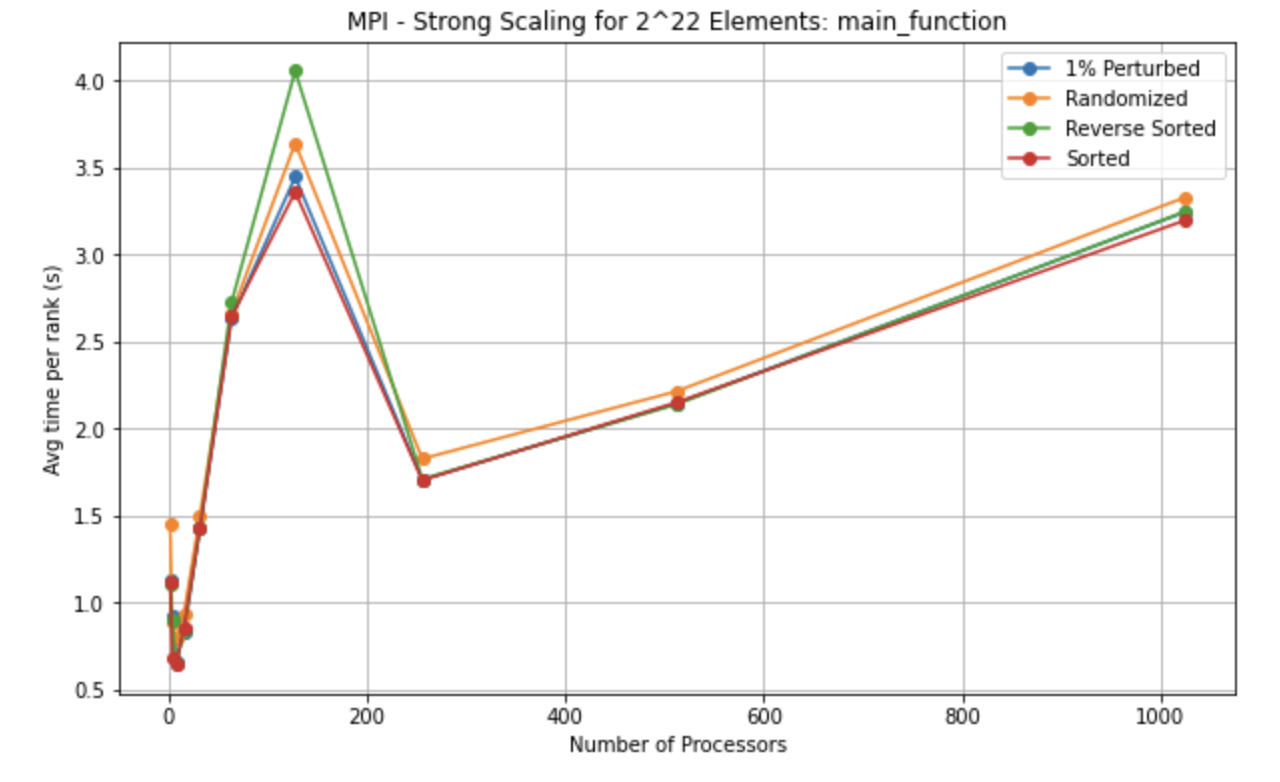 MPI - Strong Scaling for 2^22 Elements: main_function
1% Perturbed
Randomized
Reverse Sorted
Sorted
Avg time per rank (s)
4.0
3.5
3.0
2.5
2.0
1.5
1.0
0.5
0 200 400 600 800 1000
Number of Processors